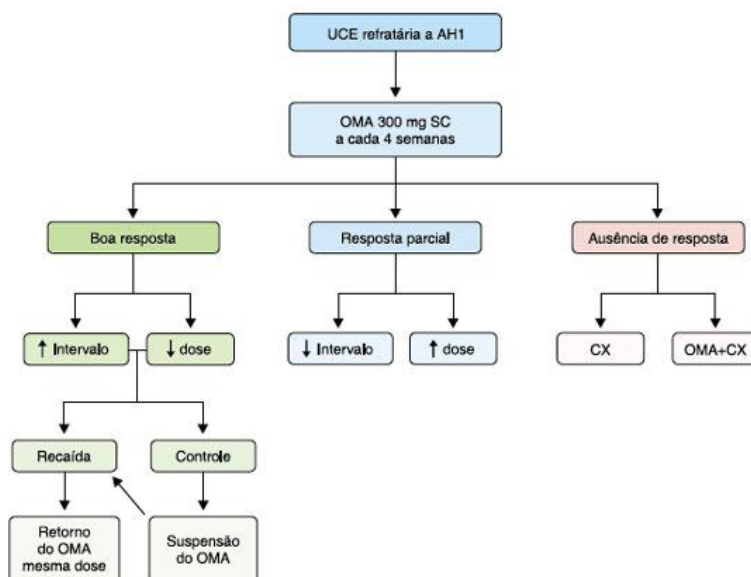 UCE refratária a AH1
OMA 300 mg SC
a cada 4 semanas
Boa resposta
Resposta parcial
Ausência de resposta
↑ Intervalo
↓ dose
↓ Intervalo
↑ dose
CX
OMA+CX
Recaída
Controle
Retorno
do OMA
mesma dose
Suspensão
do OMA